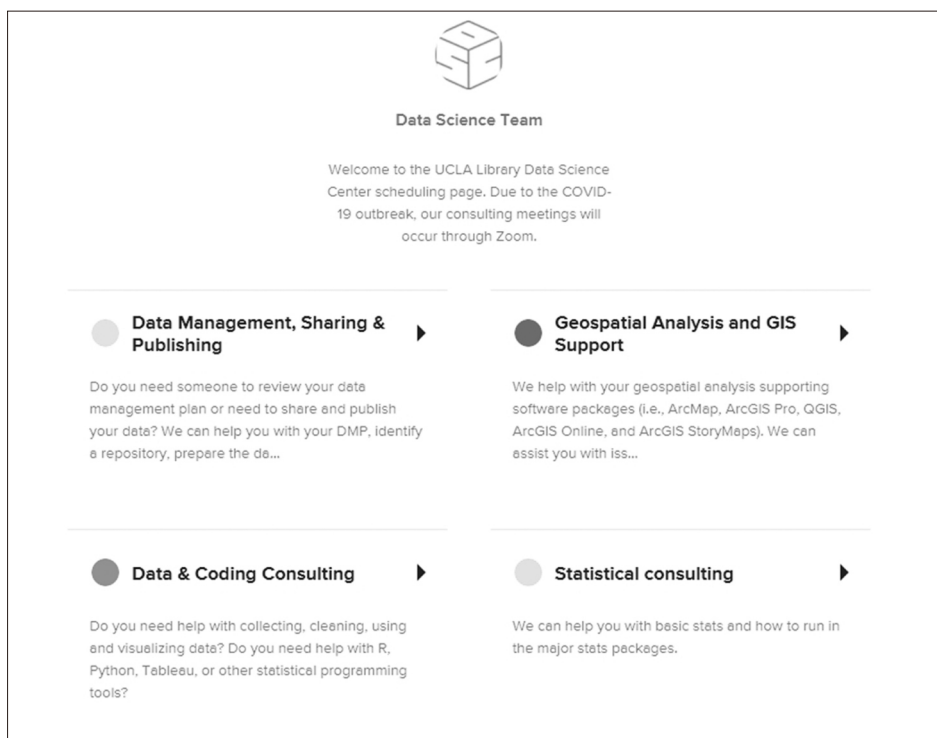 DSC
Data Science Team
Welcome to the UCLA Library Data Science
Center scheduling page. Due to the COVID-
19 outbreak, our consulting meetings will
occur through Zoom.
Data Management, Sharing &
Publishing
Do you need someone to review your data
management plan or need to share and publish
your data? We can help you with your DMP, identify
a repository, prepare the da...
Geospatial Analysis and GIS
Support
We help with your geospatial analysis supporting
software packages (i.e., ArcMap, ArcGIS Pro, QGIS,
ArcGIS Online, and ArcGIS StoryMaps). We can
assist you with iss...
Data & Coding Consulting
Do you need help with collecting, cleaning, using
and visualizing data? Do you need help with R,
Python, Tableau, or other statistical programming
tools?
Statistical consulting
We can help you with basic stats and how to run in
the major stats packages.